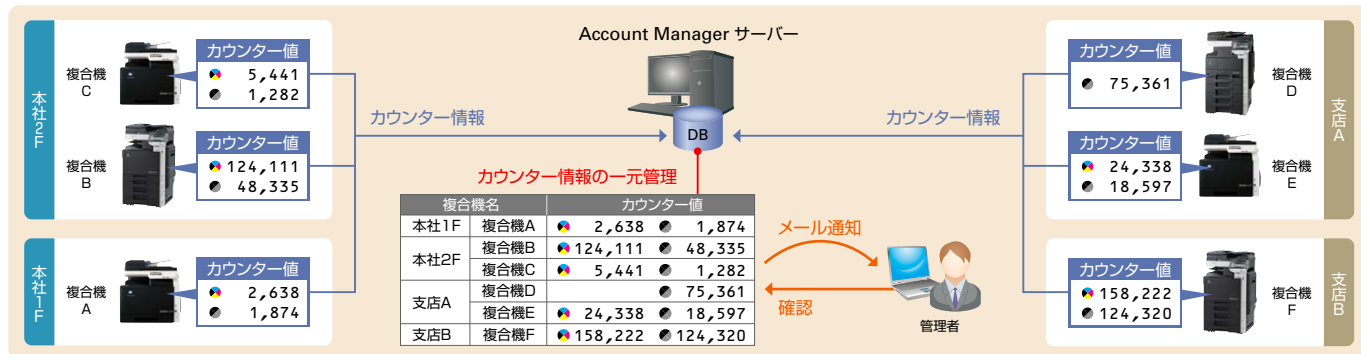 Account Manager サーバー
DB
本社2F
複合機
C
カウンター値
5,441
1,282
複合機
B
カウンター値
124,111
48,335
本社1F
複合機
A
カウンター値
2,638
1,874
カウンター情報
カウンター情報
カウンター情報の一元管理
複合機名 カウンター値
本社1F 複合機A 2,638 1,874
本社2F 複合機B 124,111 48,335
複合機C 5,441 1,282
支店A 複合機D 75,361
複合機E 24,338 18,597
支店B 複合機F 158,222 124,320
メール通知
確認
管理者
カウンター値
75,361
複合機
D
支店A
カウンター値
24,338
18,597
複合機
E
カウンター値
158,222
124,320
複合機
F
支店B